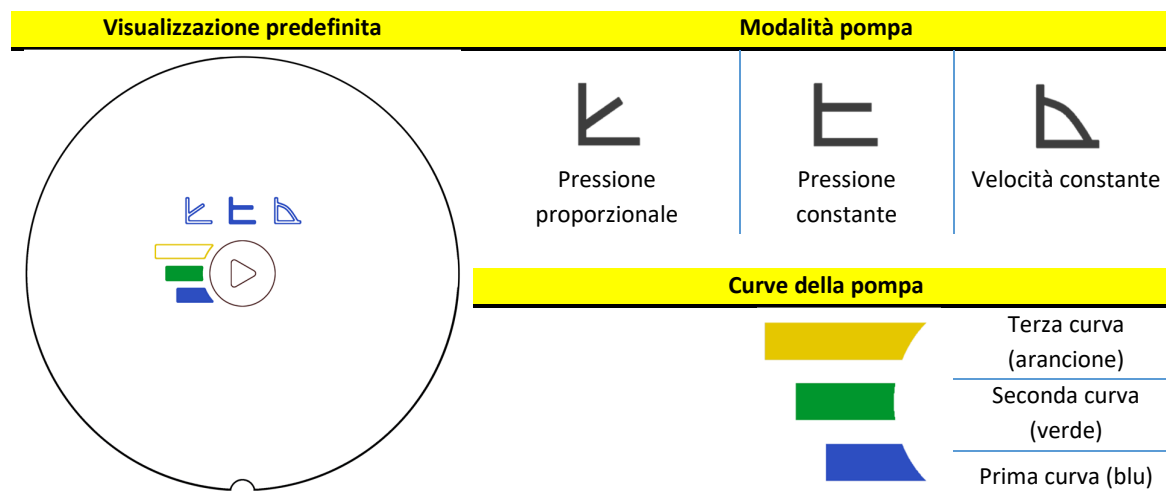 Visualizzazione predefinita
Modalità pompa
Pressione
proporzionale
Pressione
constante
Velocità constante
Curve della pompa
Terza curva
(arancione)
Seconda curva
(verde)
Prima curva (blu)